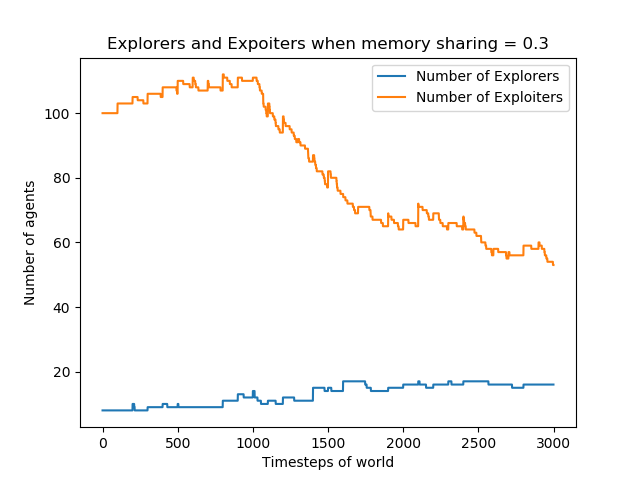 Explorers and Expoiters when memory sharing = 0.3
Number of Explorers
Number of Exploiters
Number of agents
100
80
60
40
20
0 500 1000 1500 2000 2500 3000
Timesteps of world